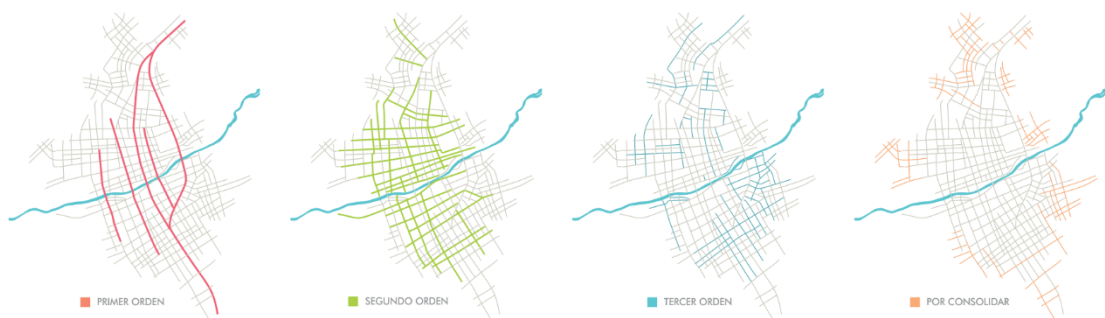 PRIMER ORDEN
SEGUNDO ORDEN
TERCER ORDEN
POR CONSOLIDAR